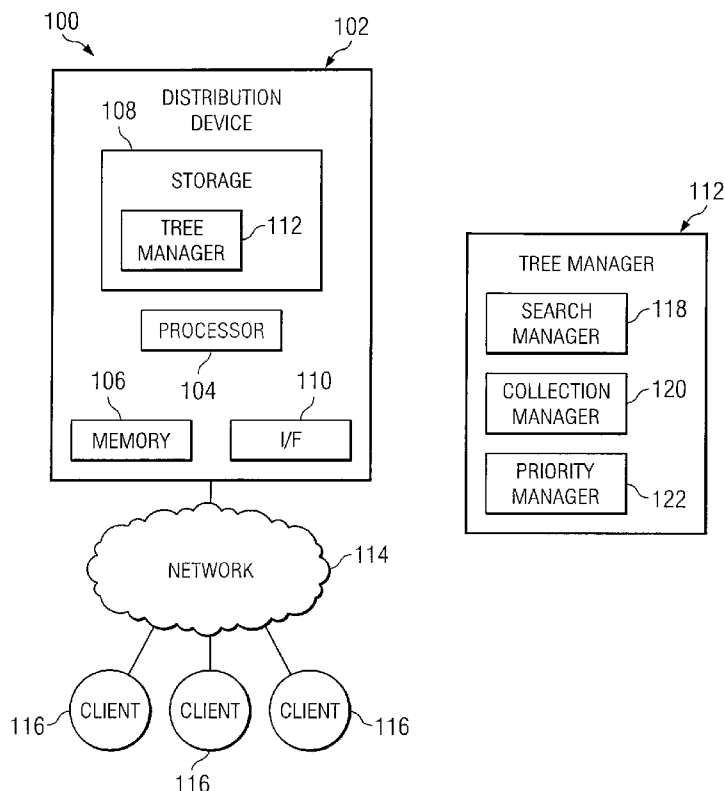 100
102
DISTRIBUTION
DEVICE
108
STORAGE
TREE
MANAGER
112
PROCESSOR
104
106
MEMORY
110
I/F
NETWORK
114
CLIENT
CLIENT
CLIENT
116
116
116
112
TREE MANAGER
SEARCH
MANAGER
118
COLLECTION
MANAGER
120
PRIORITY
MANAGER
122